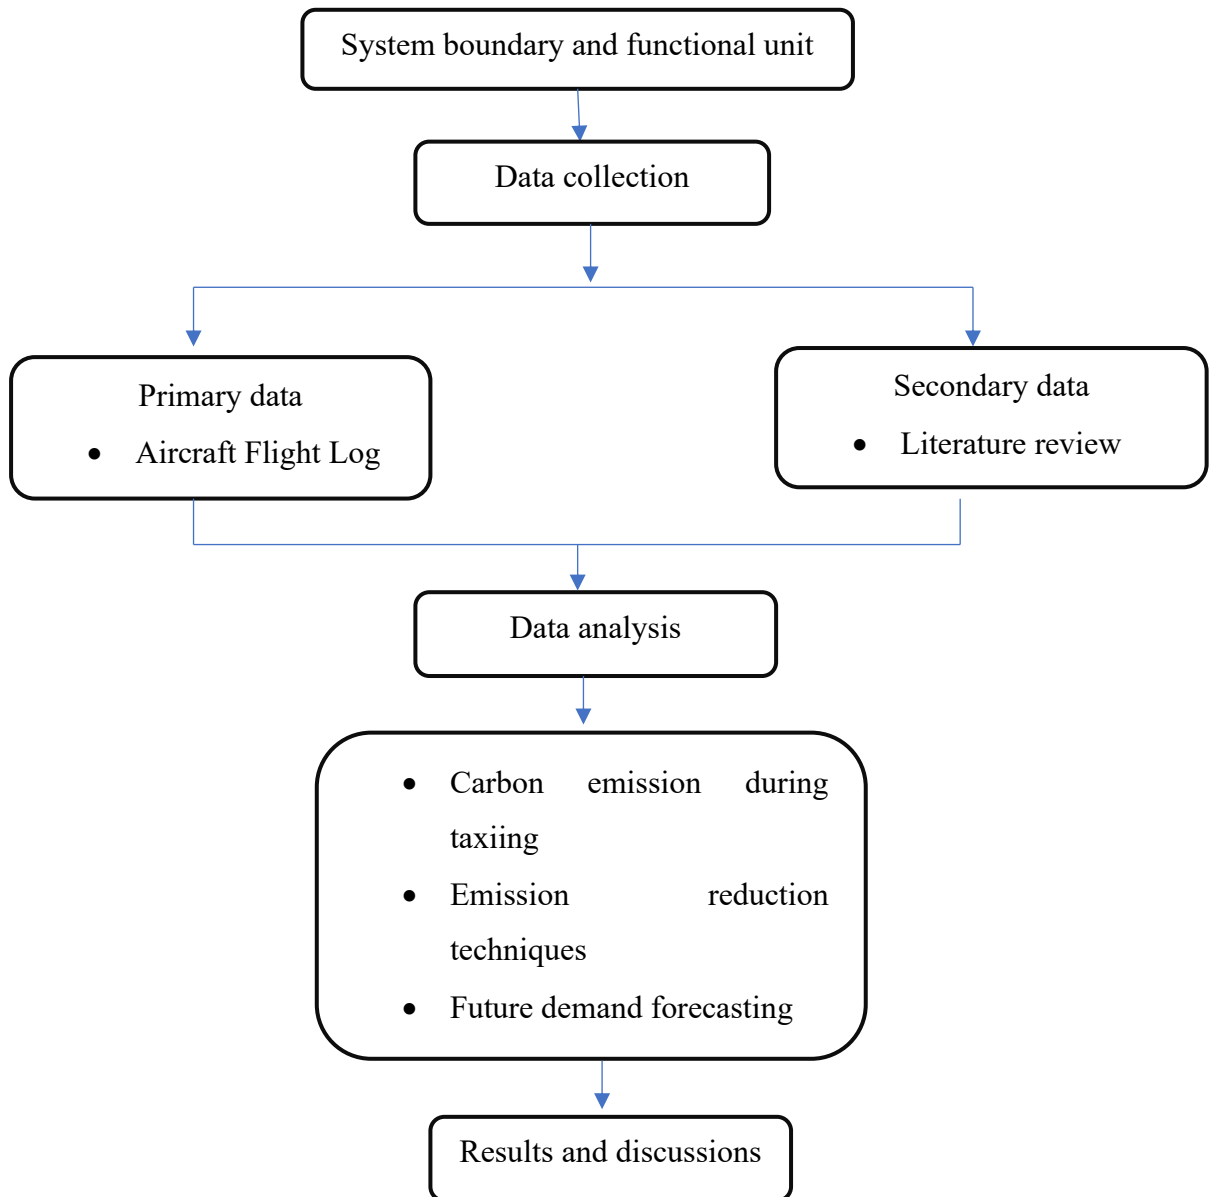 System boundary and functional unit
Data collection
Primary data
• Aircraft Flight Log
Secondary data
• Literature review
Data analysis
• Carbon emission during
taxiing
• Emission reduction
techniques
• Future demand forecasting
Results and discussions